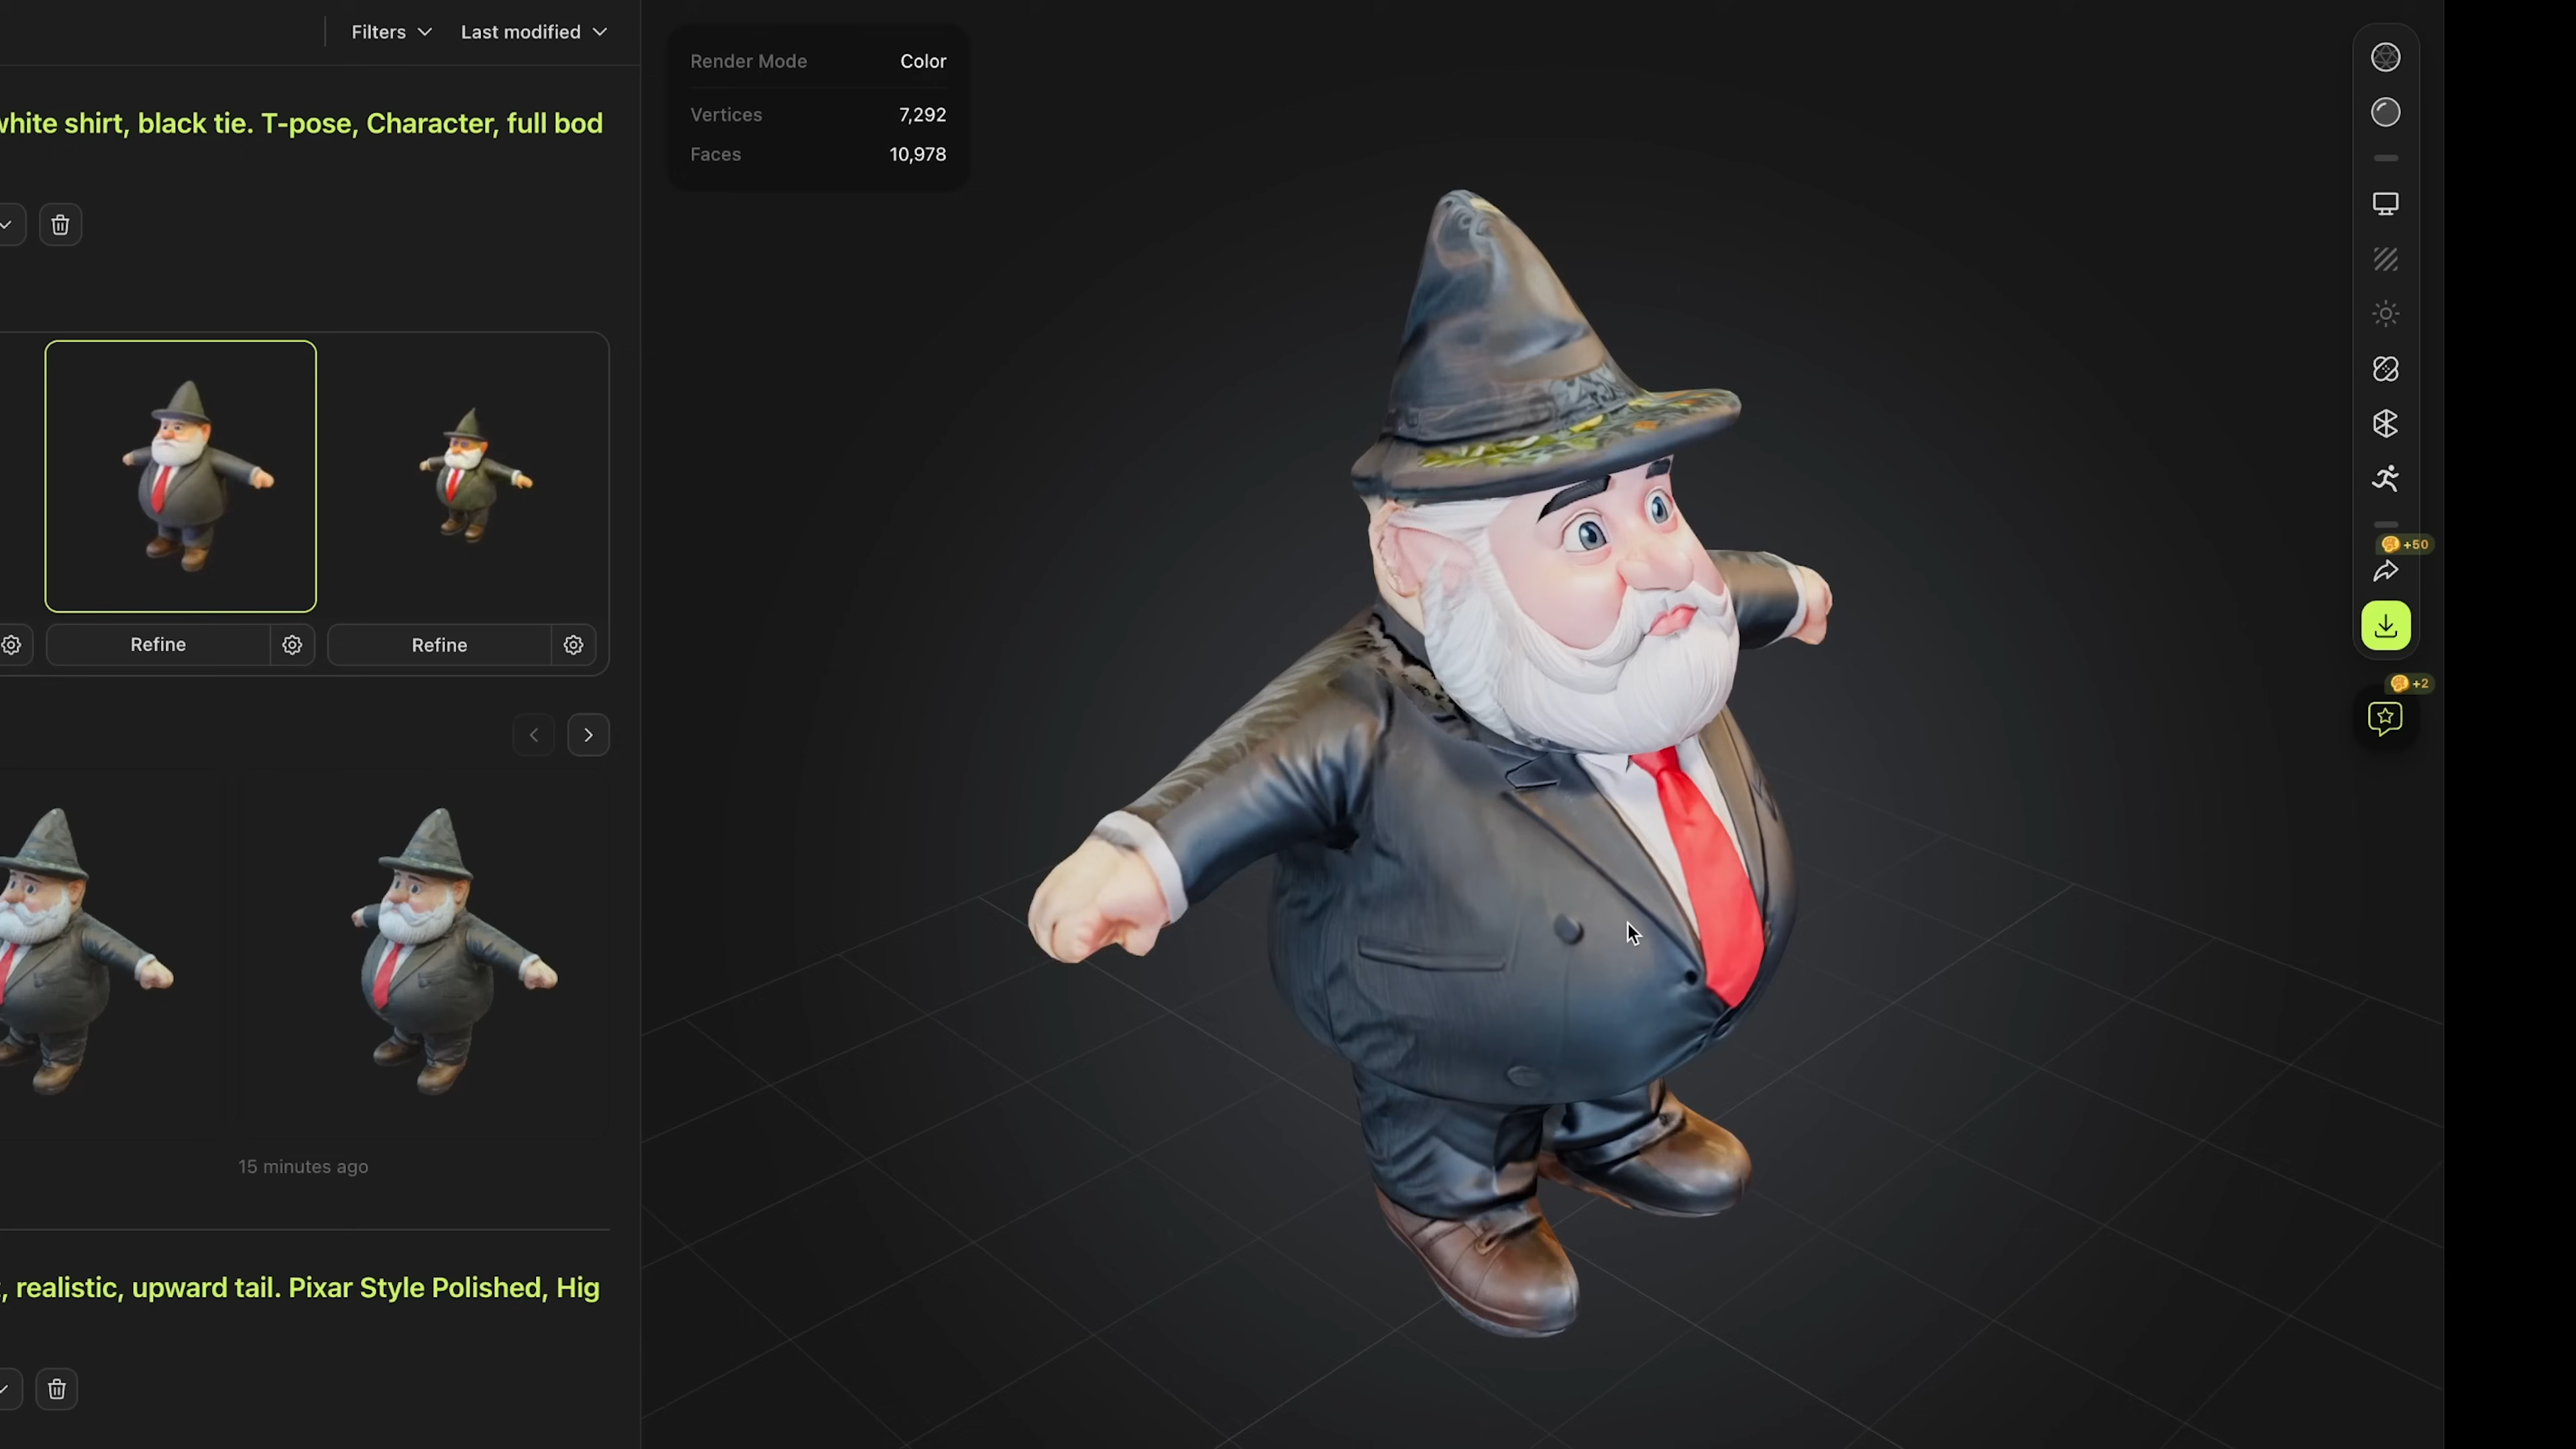 Filters
Last modified
white shirt, black tie. T-pose, Character, full bod
Refine
Refine
15 minutes ago
, realistic, upward tail. Pixar Style Polished, Hig
Render Mode Color
Vertices 7,292
Faces 10,978
+50
+2